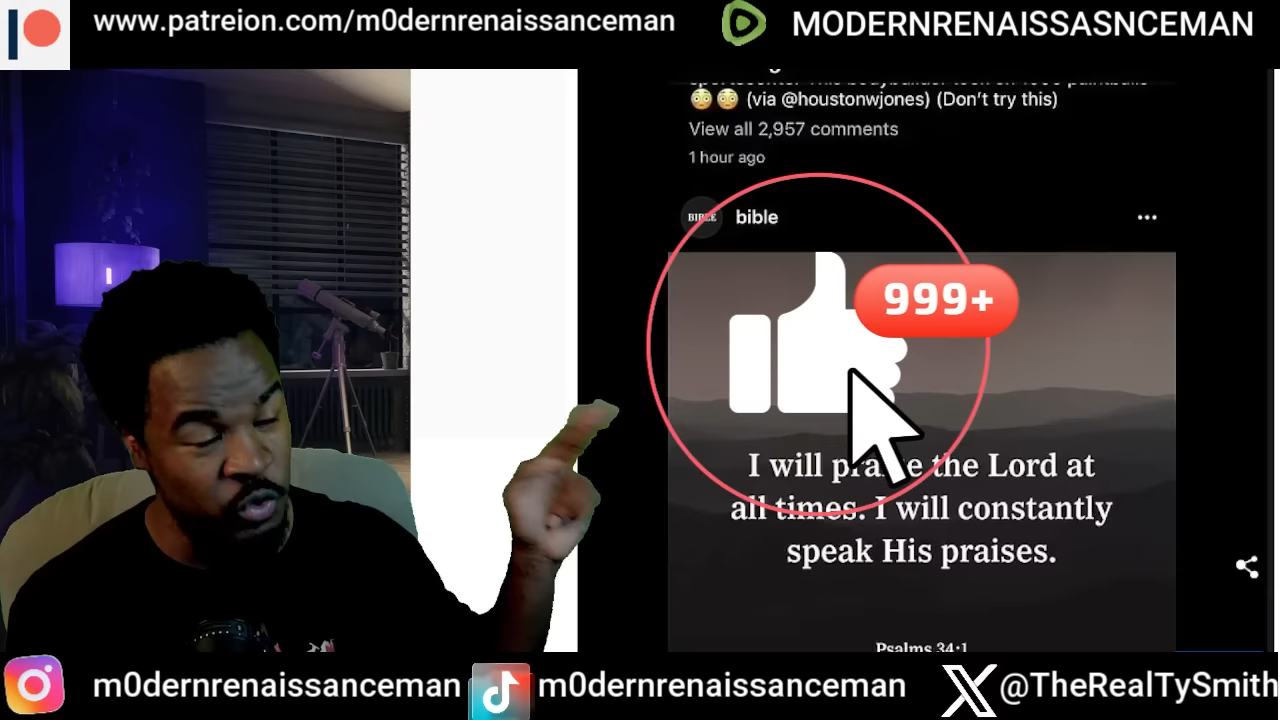 www.patreion.com/m0dernrenaissanceman
MODERNRENAISSASNCEMAN
😳😳 (via @houstonwjones) (Don't try this)
View all 2,957 comments
1 hour ago
BIBLE
bible
999+
I will praise the Lord at
all times. I will constantly
speak His praises.
Psalms 34:1
m0dernrenaissanceman
m0dernrenaissanceman
@TheRealTySmith